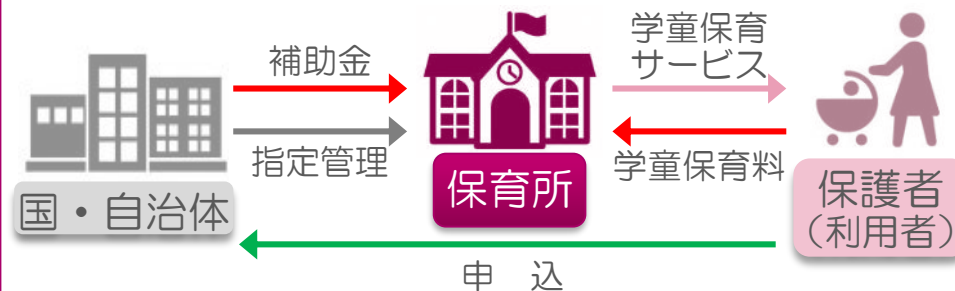 補助金
指定管理
国・自治体
保育所
学童保育
サービス
学童保育料
保護者
（利用者）
申　込